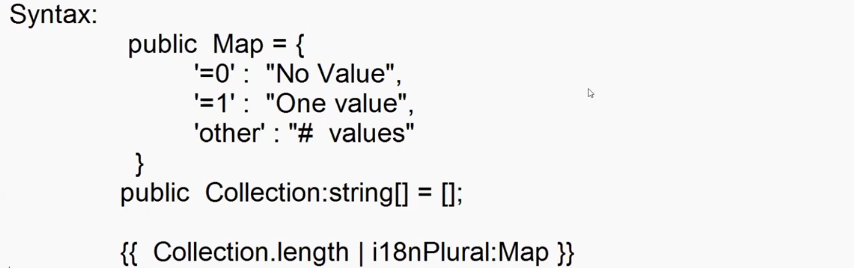 Syntax:
public Map = {
'=0' : "No Value",
'=1' : "One value",
'other' : "# values"
}
public Collection:string[] = [];
{{ Collection.length | i18nPlural:Map }}